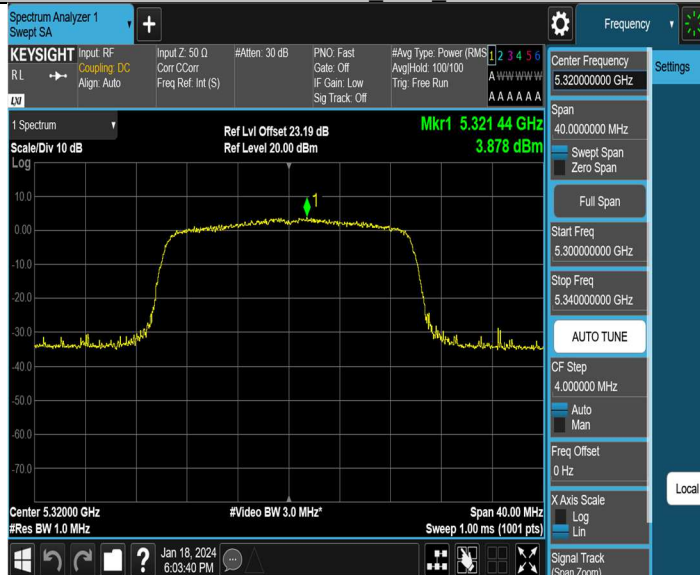 Spectrum Analyzer 1
Swept SA
Frequency
KEYSIGHT
RL
LXI
Input: RF
Coupling: DC
Align: Auto
Input Z: 50 Ω
Corr CCorr
Freq Ref: Int (S)
#Atten: 30 dB
PNO: Fast
Gate: Off
IF Gain: Low
Sig Track: Off
#Avg Type: Power (RMS
Avg|Hold: 100/100
Trig: Free Run
1 2 3 4 5 6
A W W W W W
A A A A A A
1 Spectrum
Scale/Div 10 dB
Log
Ref Lvl Offset 23.19 dB
Ref Level 20.00 dBm
Mkr1 5.321 44 GHz
3.878 dBm
1
10.0
0.00
-10.0
-20.0
-30.0
-40.0
-50.0
-60.0
-70.0
Center 5.32000 GHz
#Res BW 1.0 MHz
#Video BW 3.0 MHz*
Span 40.00 MHz
Sweep 1.00 ms (1001 pts)
Jan 18, 2024
6:03:40 PM
Center Frequency
5.320000000 GHz
Span
40.0000000 MHz
Swept Span
Zero Span
Full Span
Start Freq
5.300000000 GHz
Stop Freq
5.340000000 GHz
AUTO TUNE
CF Step
4.000000 MHz
Auto
Man
Freq Offset
0 Hz
X Axis Scale
Log
Lin
Signal Track
(Span Zoom)
Settings
Local